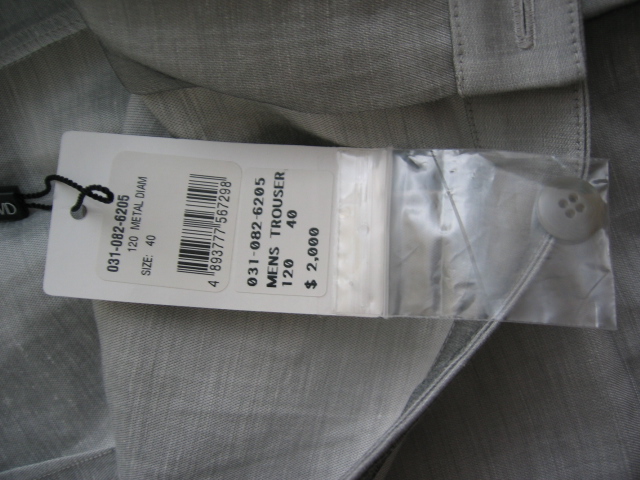 031-082-6205
120 METAL DIAM
SIZE: 40
4 893777 567298
031-082-6205
MENS TROUSER
120 40
$ 2,000